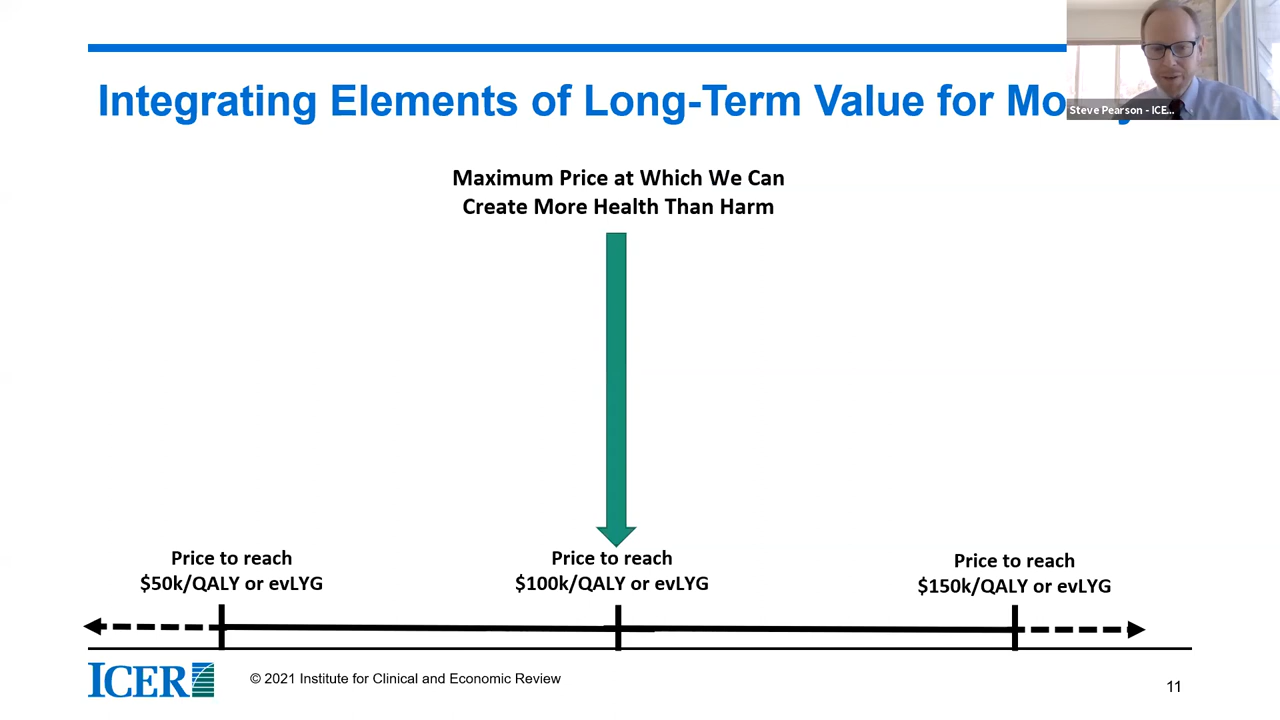 Integrating Elements of Long-Term Value for Mo
Steve Pearson - ICE...
Maximum Price at Which We Can
Create More Health Than Harm
Price to reach
$50k/QALY or evLYG
Price to reach
$100k/QALY or evLYG
Price to reach
$150k/QALY or evLYG
ICER
© 2021 Institute for Clinical and Economic Review
11